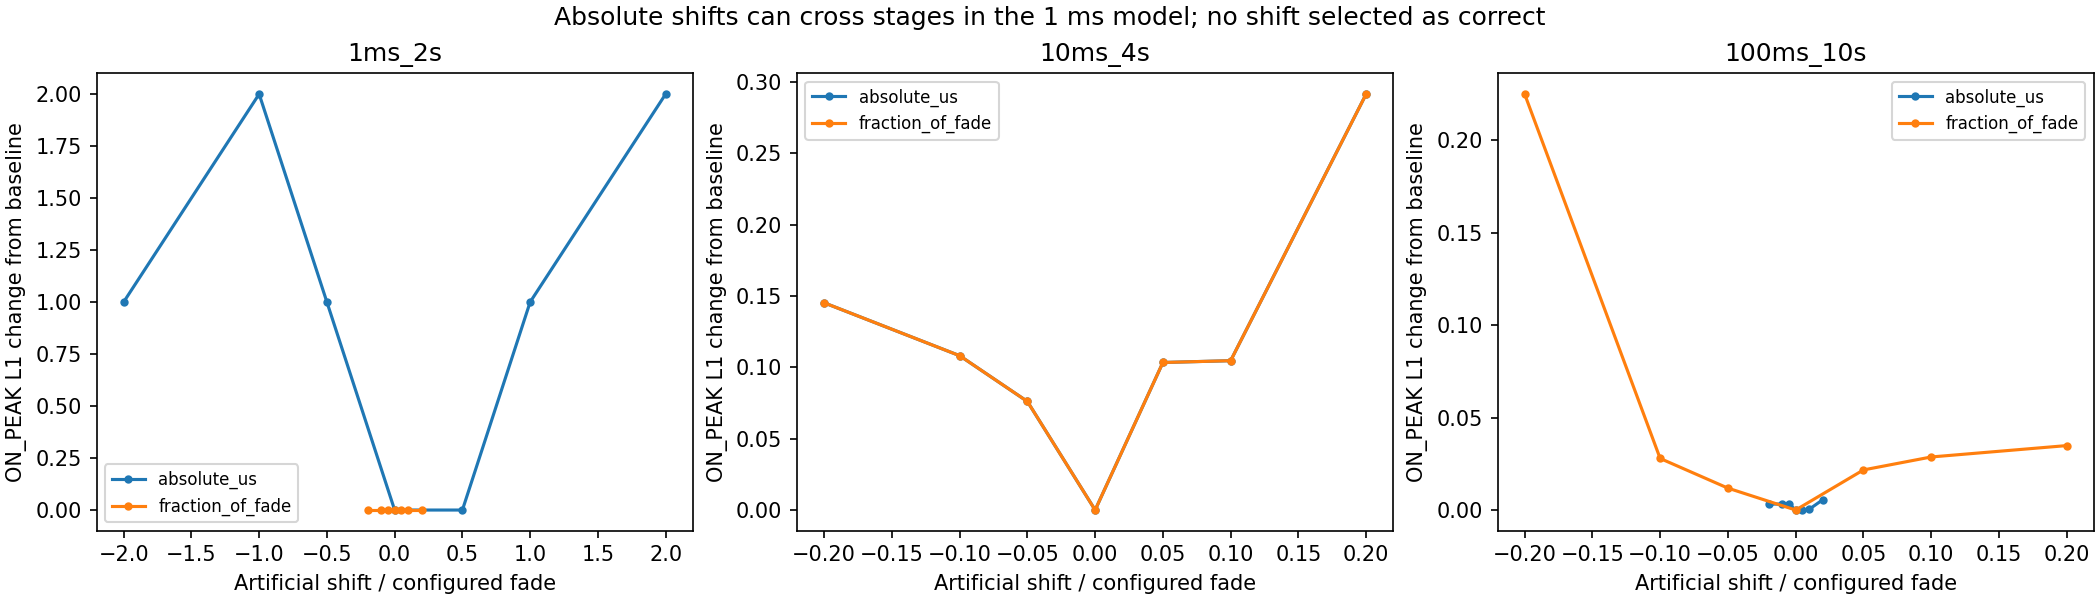 Absolute shifts can cross stages in the 1 ms model; no shift selected as correct
1ms_2s
ON_PEAK L1 change from baseline
2.00
1.75
1.50
1.25
1.00
0.75
0.50
0.25
0.00
absolute_us
fraction_of_fade
−2.0 −1.5 −1.0 −0.5 0.0 0.5 1.0 1.5 2.0
Artificial shift / configured fade
10ms_4s
ON_PEAK L1 change from baseline
0.30
0.25
0.20
0.15
0.10
0.05
0.00
absolute_us
fraction_of_fade
−0.20 −0.15 −0.10 −0.05 0.00 0.05 0.10 0.15 0.20
Artificial shift / configured fade
100ms_10s
ON_PEAK L1 change from baseline
0.20
0.15
0.10
0.05
0.00
absolute_us
fraction_of_fade
−0.20 −0.15 −0.10 −0.05 0.00 0.05 0.10 0.15 0.20
Artificial shift / configured fade